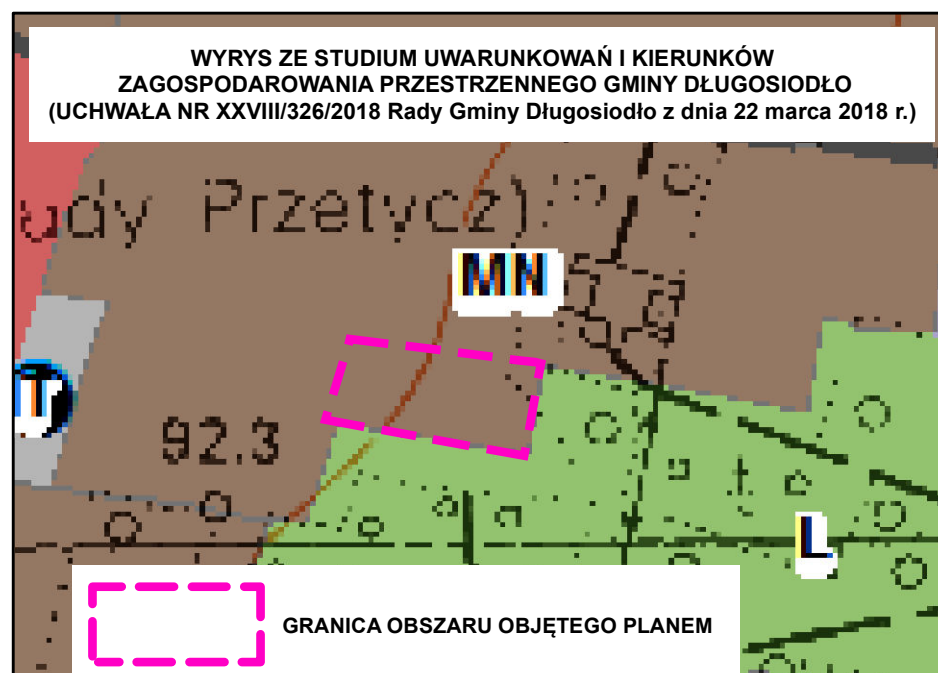 WYRYS ZE STUDIUM UWARUNKOWAŃ I KIERUNKÓW
ZAGOSPODAROWANIA PRZESTRZENNEGO GMINY DŁUGOSIODŁO
(UCHWAŁA NR XXVIII/326/2018 Rady Gminy Długosiodło z dnia 22 marca 2018 r.)
udy Przetycz)
MN
T
92.3
L
GRANICA OBSZARU OBJĘTEGO PLANEM